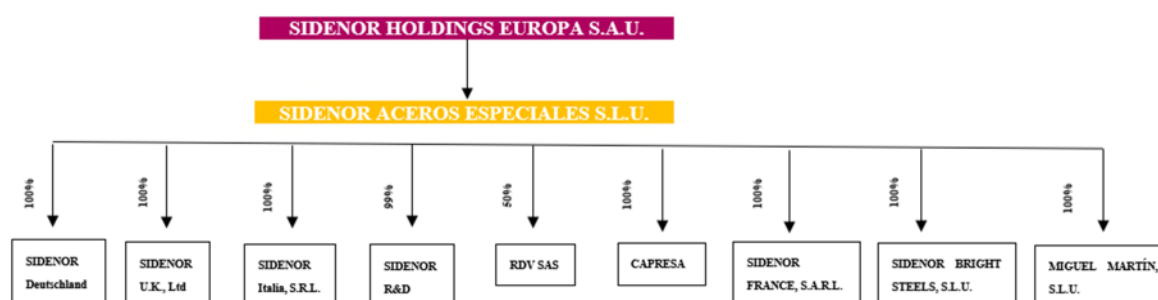 SIDENOR HOLDINGS EUROPA S.A.U.
SIDENOR ACEROS ESPECIALES S.L.U.
100%
100%
100%
99%
50%
100%
100%
100%
100%
SIDENOR
Deutschland
SIDENOR
U.K., Ltd
SIDENOR
Italia, S.R.L.
SIDENOR
R&D
RDV SAS
CAPRESA
SIDENOR
FRANCE, S.A.R.L.
SIDENOR BRIGHT
STEELS, S.L.U.
MIGUEL MARTÍN,
S.L.U.